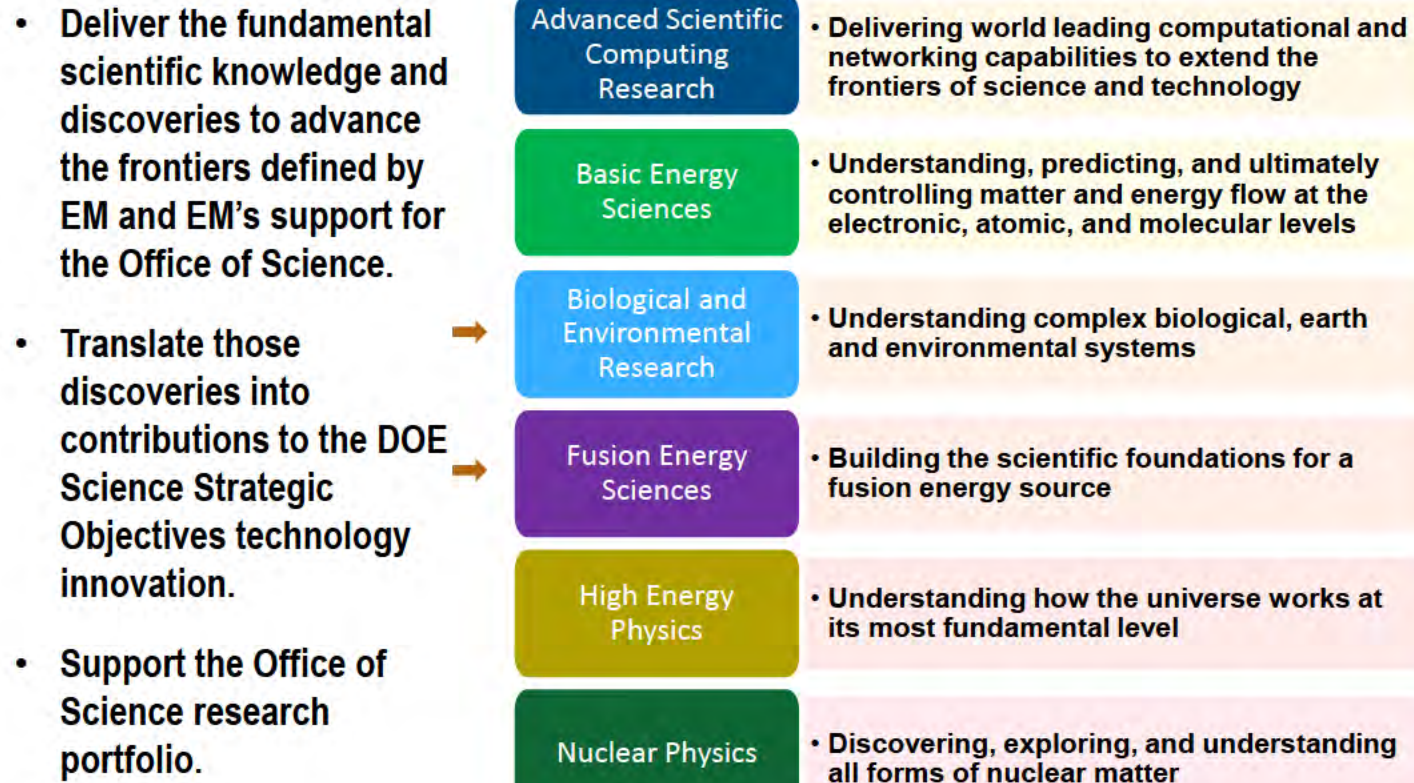 • Deliver the fundamental
scientific knowledge and
discoveries to advance
the frontiers defined by
EM and EM's support for
the Office of Science.
• Translate those
discoveries into
contributions to the DOE
Science Strategic
Objectives technology
innovation.
• Support the Office of
Science research
portfolio.
Advanced Scientific
Computing
Research
• Delivering world leading computational and
networking capabilities to extend the
frontiers of science and technology
Basic Energy
Sciences
• Understanding, predicting, and ultimately
controlling matter and energy flow at the
electronic, atomic, and molecular levels
Biological and
Environmental
Research
• Understanding complex biological, earth
and environmental systems
Fusion Energy
Sciences
• Building the scientific foundations for a
fusion energy source
High Energy
Physics
• Understanding how the universe works at
its most fundamental level
Nuclear Physics
• Discovering, exploring, and understanding
all forms of nuclear matter